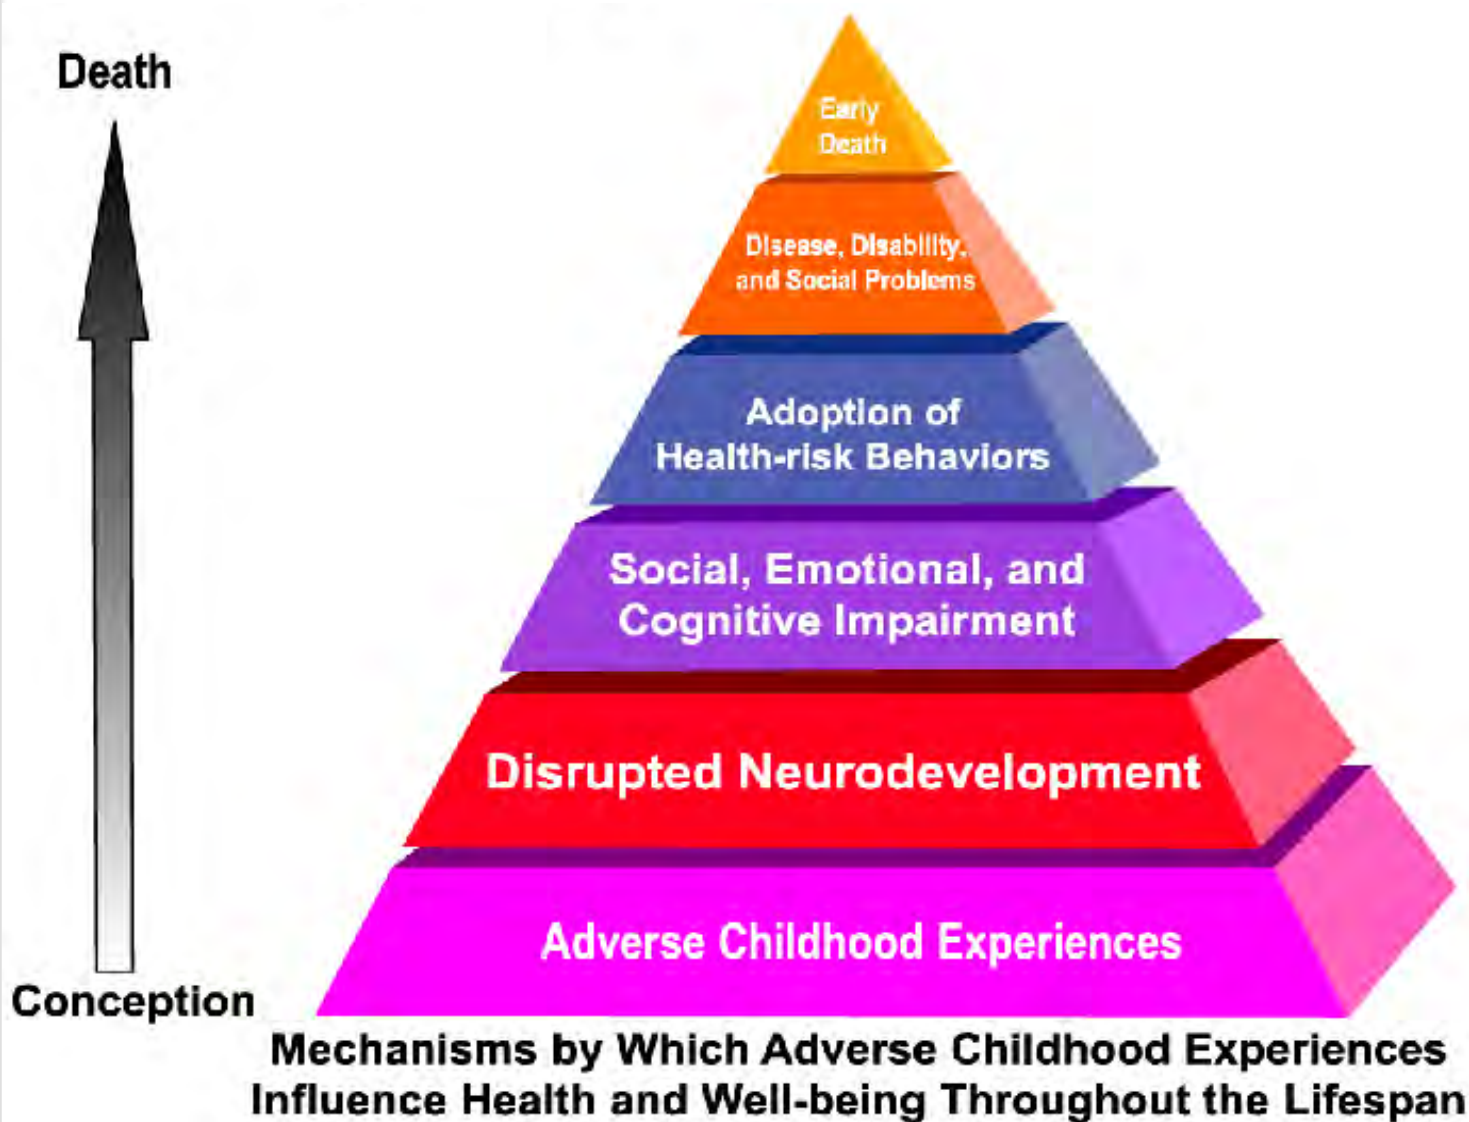 Death
Early
Death
Disease, Disability,
and Social Problems
Adoption of
Health-risk Behaviors
Social, Emotional, and
Cognitive Impairment
Disrupted Neurodevelopment
Adverse Childhood Experiences
Conception
Mechanisms by Which Adverse Childhood Experiences
Influence Health and Well-being Throughout the Lifespan